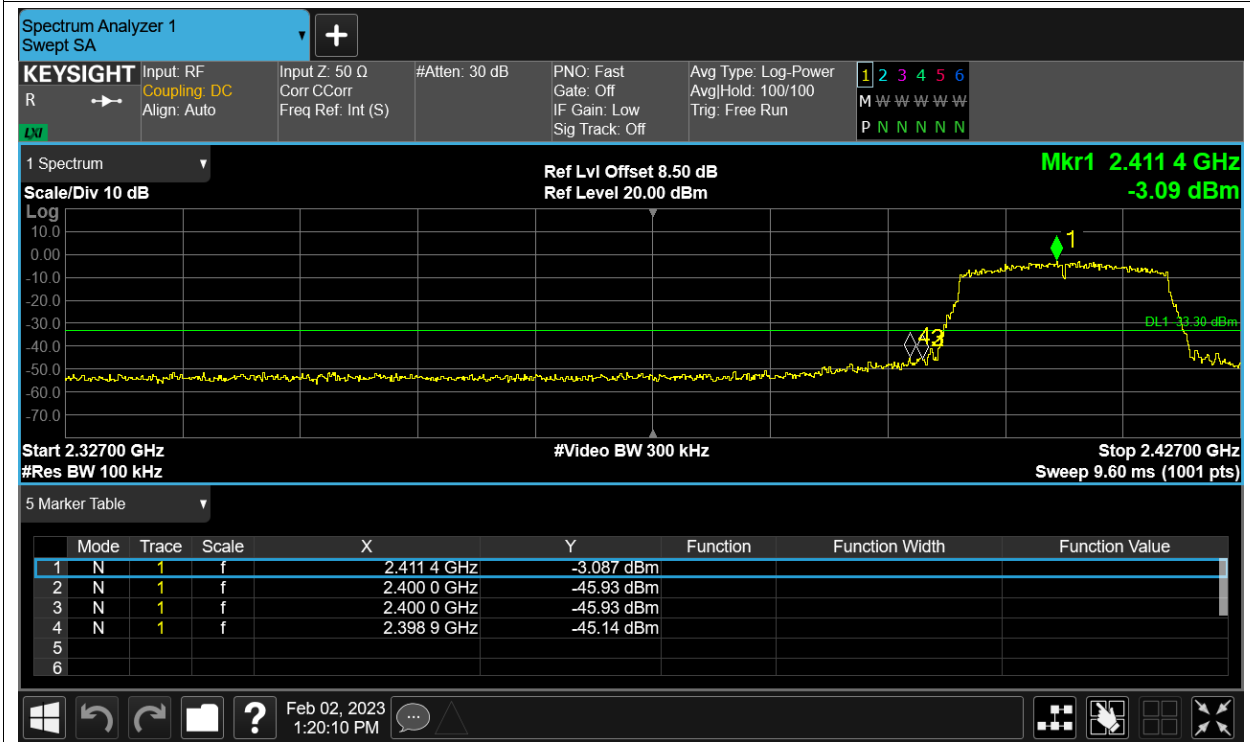 Spectrum Analyzer 1
Swept SA
+
KEYSIGHT Input: RF Input Z: 50 Ω #Atten: 30 dB PNO: Fast Avg Type: Log-Power 1 2 3 4 5 6
R Coupling: DC Corr CCorr Gate: Off Avg|Hold: 100/100 M W W W W W
Align: Auto Freq Ref: Int (S) IF Gain: Low Trig: Free Run
LXI Sig Track: Off P N N N N N
1 Spectrum Ref Lvl Offset 8.50 dB Mkr1 2.411 4 GHz
Scale/Div 10 dB Ref Level 20.00 dBm -3.09 dBm
Log
10.0
1
0.00
-10.0
-20.0
-30.0
DL1 -33.30 dBm
-40.0
-50.0
-60.0
-70.0
Start 2.32700 GHz #Video BW 300 kHz Stop 2.42700 GHz
#Res BW 100 kHz Sweep 9.60 ms (1001 pts)
5 Marker Table
Mode Trace Scale X Y Function Function Width Function Value
1 N 1 f 2.411 4 GHz -3.087 dBm
2 N 1 f 2.400 0 GHz -45.93 dBm
3 N 1 f 2.400 0 GHz -45.93 dBm
4 N 1 f 2.398 9 GHz -45.14 dBm
5
6
? Feb 02, 2023
1:20:10 PM